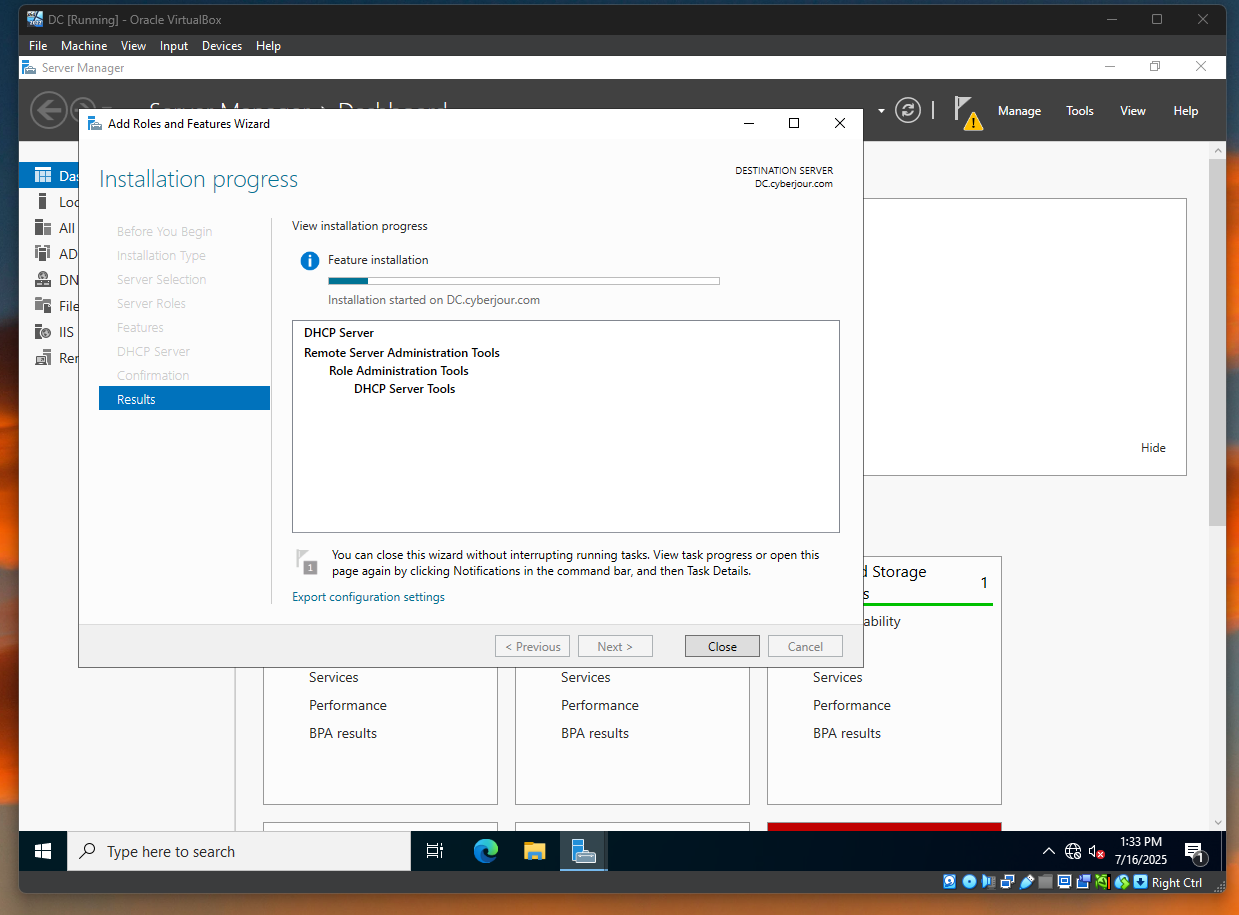 DC [Running] - Oracle VirtualBox
File Machine View Input Devices Help
Server Manager
Server Manager › Dashboard
Manage Tools View Help
Add Roles and Features Wizard
Installation progress
DESTINATION SERVER
DC.cyberjour.com
Before You Begin
Installation Type
Server Selection
Server Roles
Features
DHCP Server
Confirmation
Results
View installation progress
Feature installation
Installation started on DC.cyberjour.com
DHCP Server
Remote Server Administration Tools
Role Administration Tools
DHCP Server Tools
1
You can close this wizard without interrupting running tasks. View task progress or open this
page again by clicking Notifications in the command bar, and then Task Details.
Export configuration settings
< Previous
Next >
Close
Cancel
Das
Loc
All
AD
DN
File
IIS
Rer
Hide
d Storage
s
1
ability
Services
Performance
BPA results
Services
Performance
BPA results
Services
Performance
BPA results
Type here to search
1:33 PM
7/16/2025
1
Right Ctrl